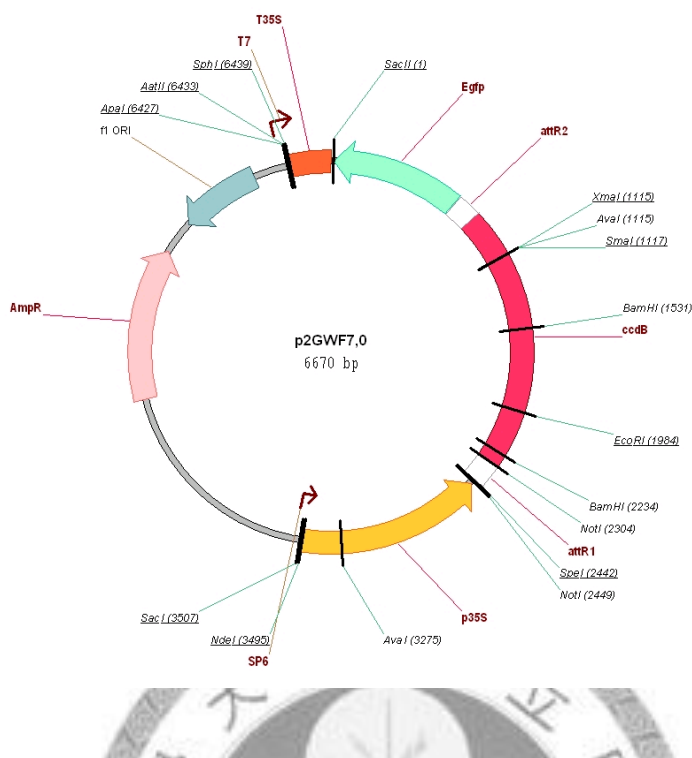 T35S
T7
SphI (6439)
SacII (1)
AatII (6433)
Egfp
ApaI (6427)
f1 ORI
attR2
XmaI (1115)
AvaI (1115)
SmaI (1117)
AmpR
BamHI (1531)
ccdB
p2GWF7,0
6670 bp
EcoRI (1984)
BamHI (2234)
NotI (2304)
attR1
SpeI (2442)
NotI (2449)
SacI (3507)
p35S
NdeI (3495)
AvaI (3275)
SP6
大 立